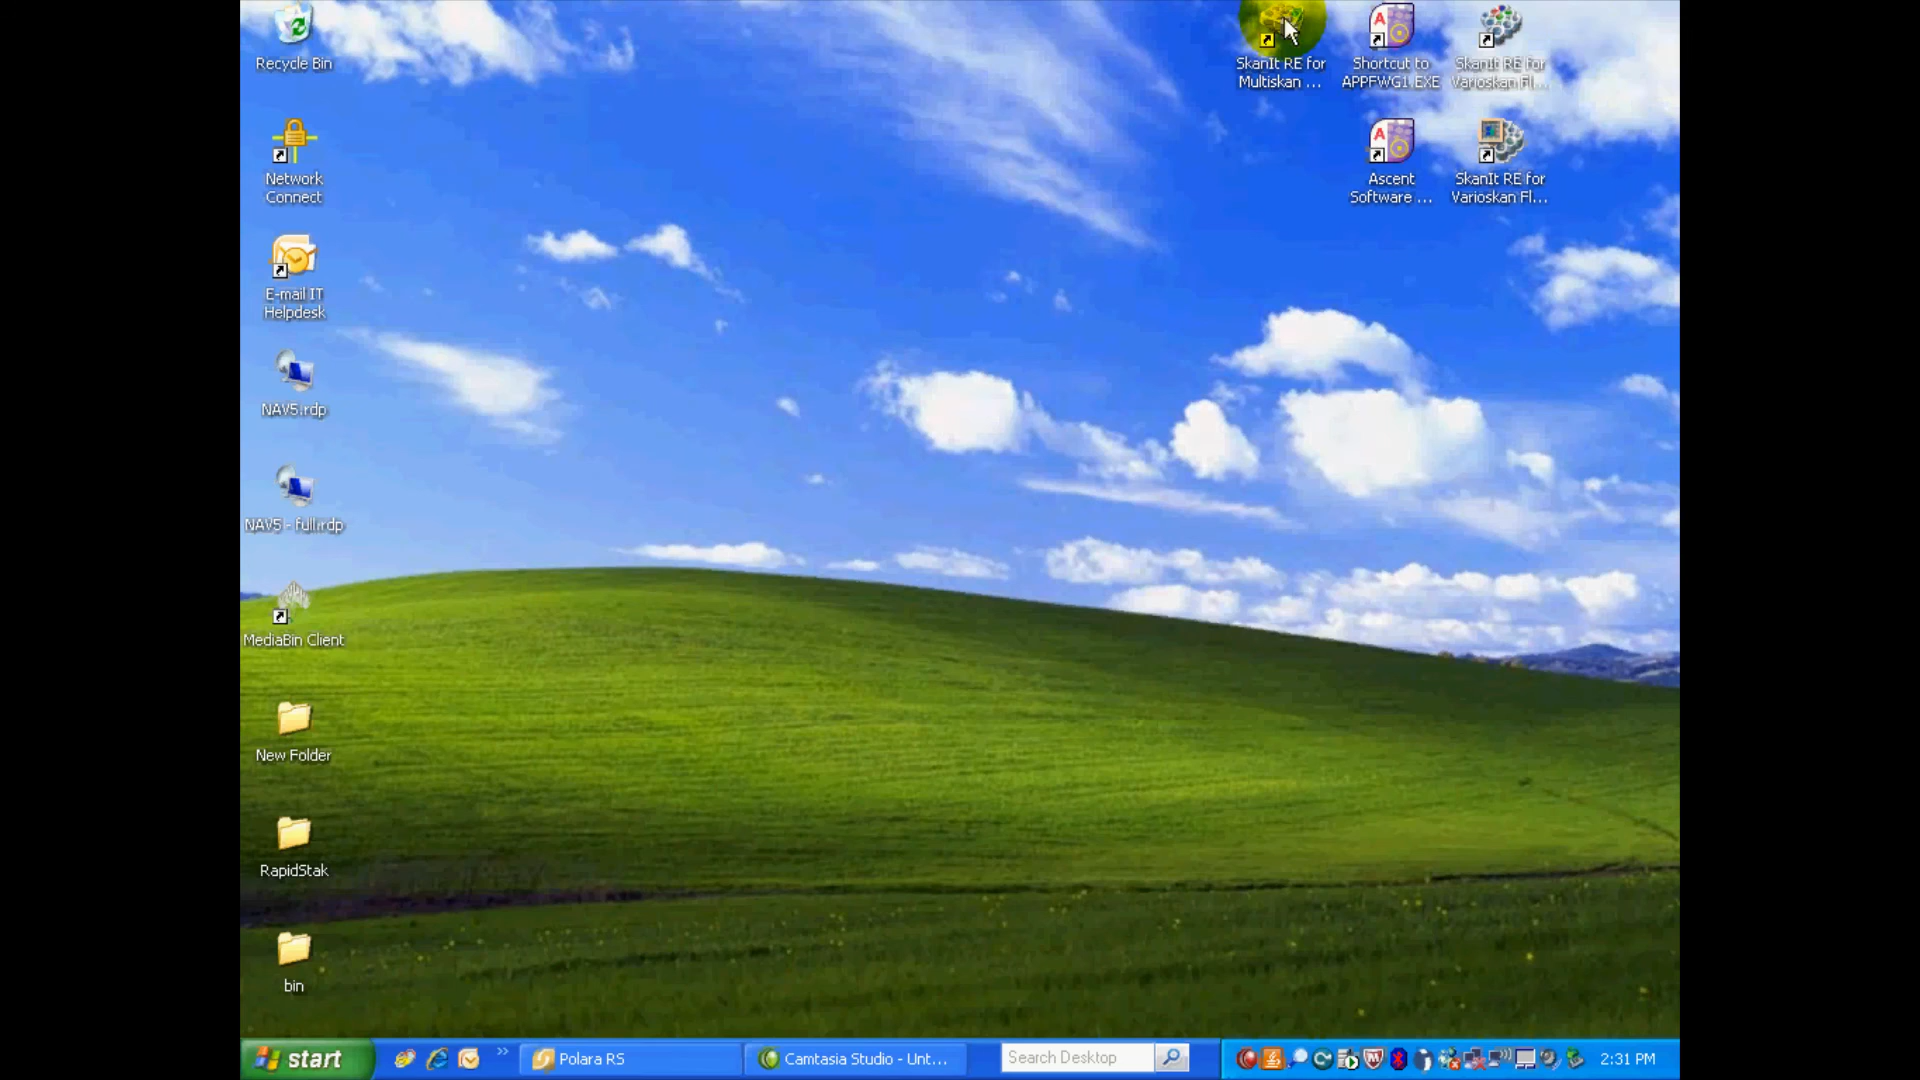 Recycle Bin
SkanIt RE for
Multiskan ...
Shortcut to
APPFWG1.EXE
SkanIt RE for
Varioskan Fl...
Network
Connect
Ascent
Software ...
SkanIt RE for
Varioskan Fl...
E-mail IT
Helpdesk
NAV5.rdp
NAV5 - full.rdp
MediaBin Client
New Folder
RapidStak
bin
start
Polara RS
Camtasia Studio - Unt...
Search Desktop
2:31 PM